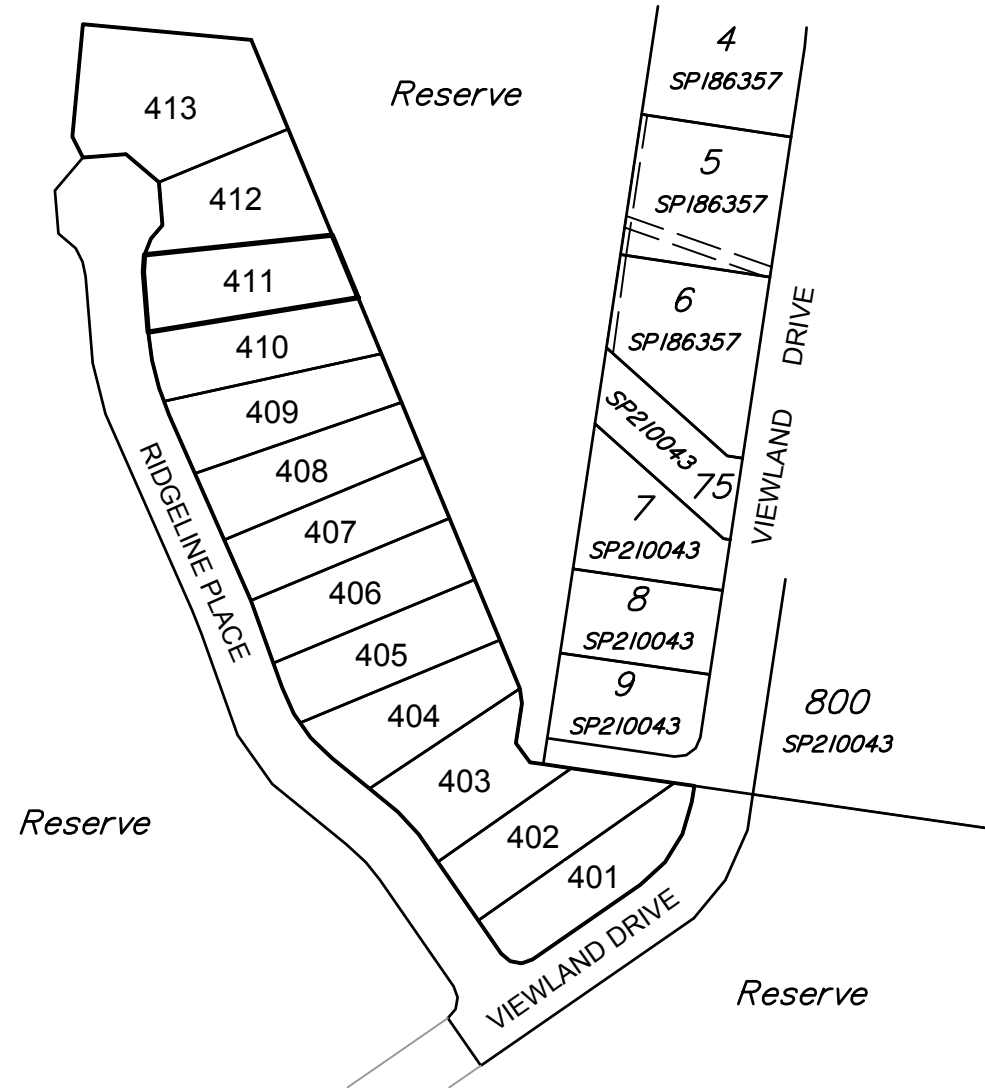 4
SP186357
413
Reserve
5
SP186357
412
411
6
SP186357
DRIVE
VIEWLAND
410
409
SP210043
75
408
RIDGELINE PLACE
7
SP210043
407
406
8
SP210043
405
9
SP210043
404
800
SP210043
403
Reserve
402
401
VIEWLAND DRIVE
Reserve